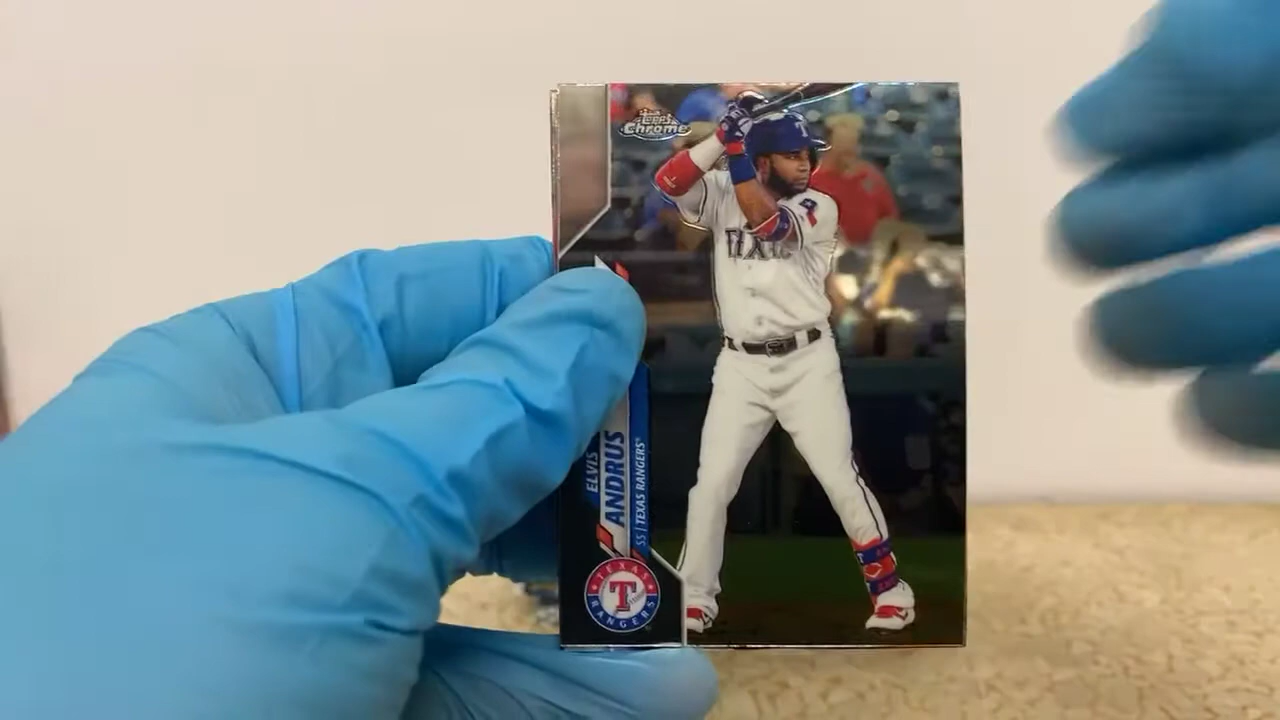 Topps
Chrome
T
TEXAS
ELVIS
ANDRUS
SS | TEXAS RANGERS®
TEXAS
T
RANGERS